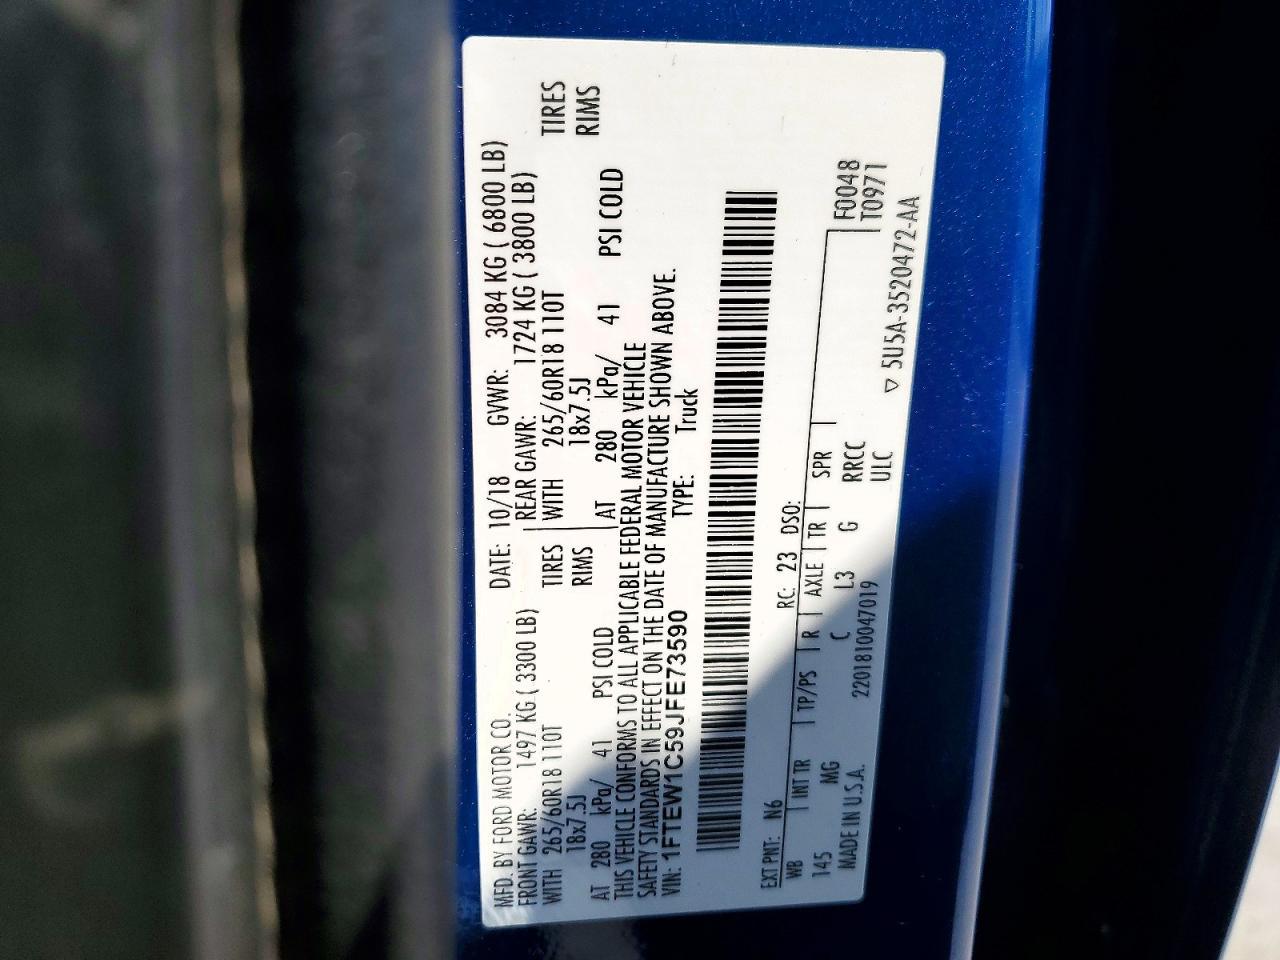 MFD. BY FORD MOTOR CO. DATE: 10/18 GVWR: 3084 KG ( 6800 LB)
FRONT GAWR: 1497 KG ( 3300 LB) REAR GAWR: 1724 KG ( 3800 LB)
WITH 265/60R18 110T TIRES WITH 265/60R18 110T TIRES
18x7.5J RIMS 18x7.5J RIMS
AT 280 kPa/ 41 PSI COLD AT 280 kPa/ 41 PSI COLD
THIS VEHICLE CONFORMS TO ALL APPLICABLE FEDERAL MOTOR VEHICLE
SAFETY STANDARDS IN EFFECT ON THE DATE OF MANUFACTURE SHOWN ABOVE.
VIN: 1FTEW1C59JFE73590 TYPE: Truck
EXT PNT: N6 RC: 23 DSO:
WB INT TR TP/PS R AXLE TR SPR F0048
145 MG C L3 G RRCC T0971
MADE IN U.S.A. 2201810047019 ULC
▽ 5U5A-3520472-AA